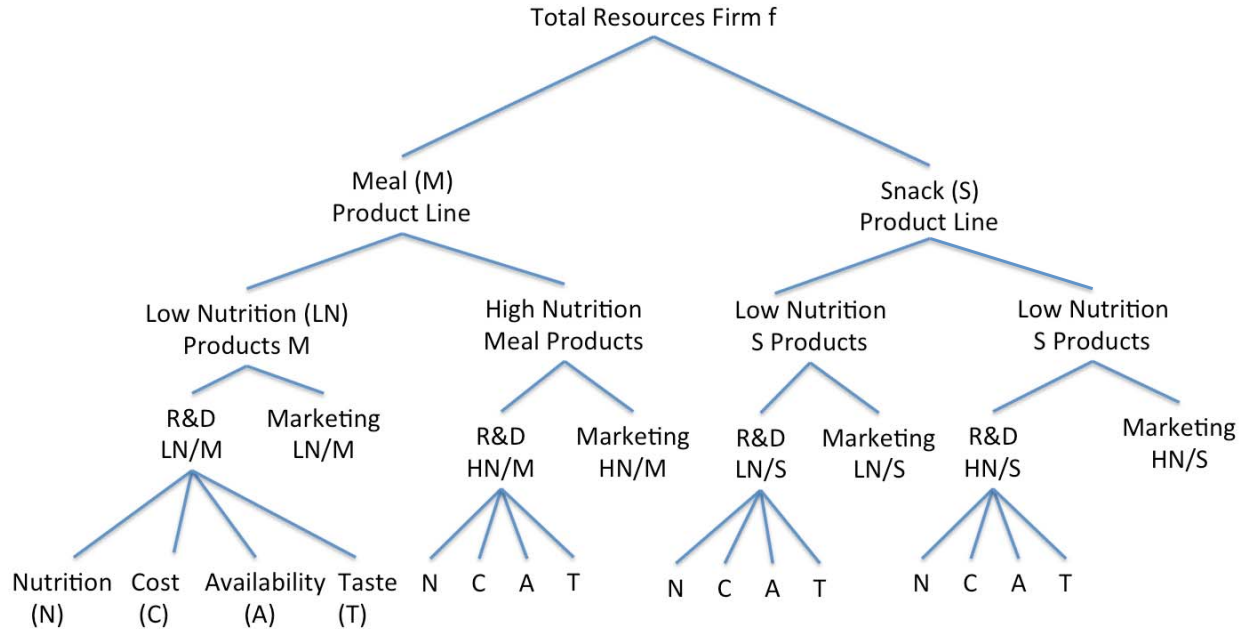 Total Resources Firm f
Meal (M)
Product Line
Snack (S)
Product Line
Low Nutrition (LN)
Products M
High Nutrition
Meal Products
Low Nutrition
S Products
Low Nutrition
S Products
R&D
LN/M
Marketing
LN/M
R&D
HN/M
Marketing
HN/M
R&D
LN/S
Marketing
LN/S
R&D
HN/S
Marketing
HN/S
Nutrition
(N)
Cost
(C)
Availability
(A)
Taste
(T)
N C A T
N C A T
N C A T